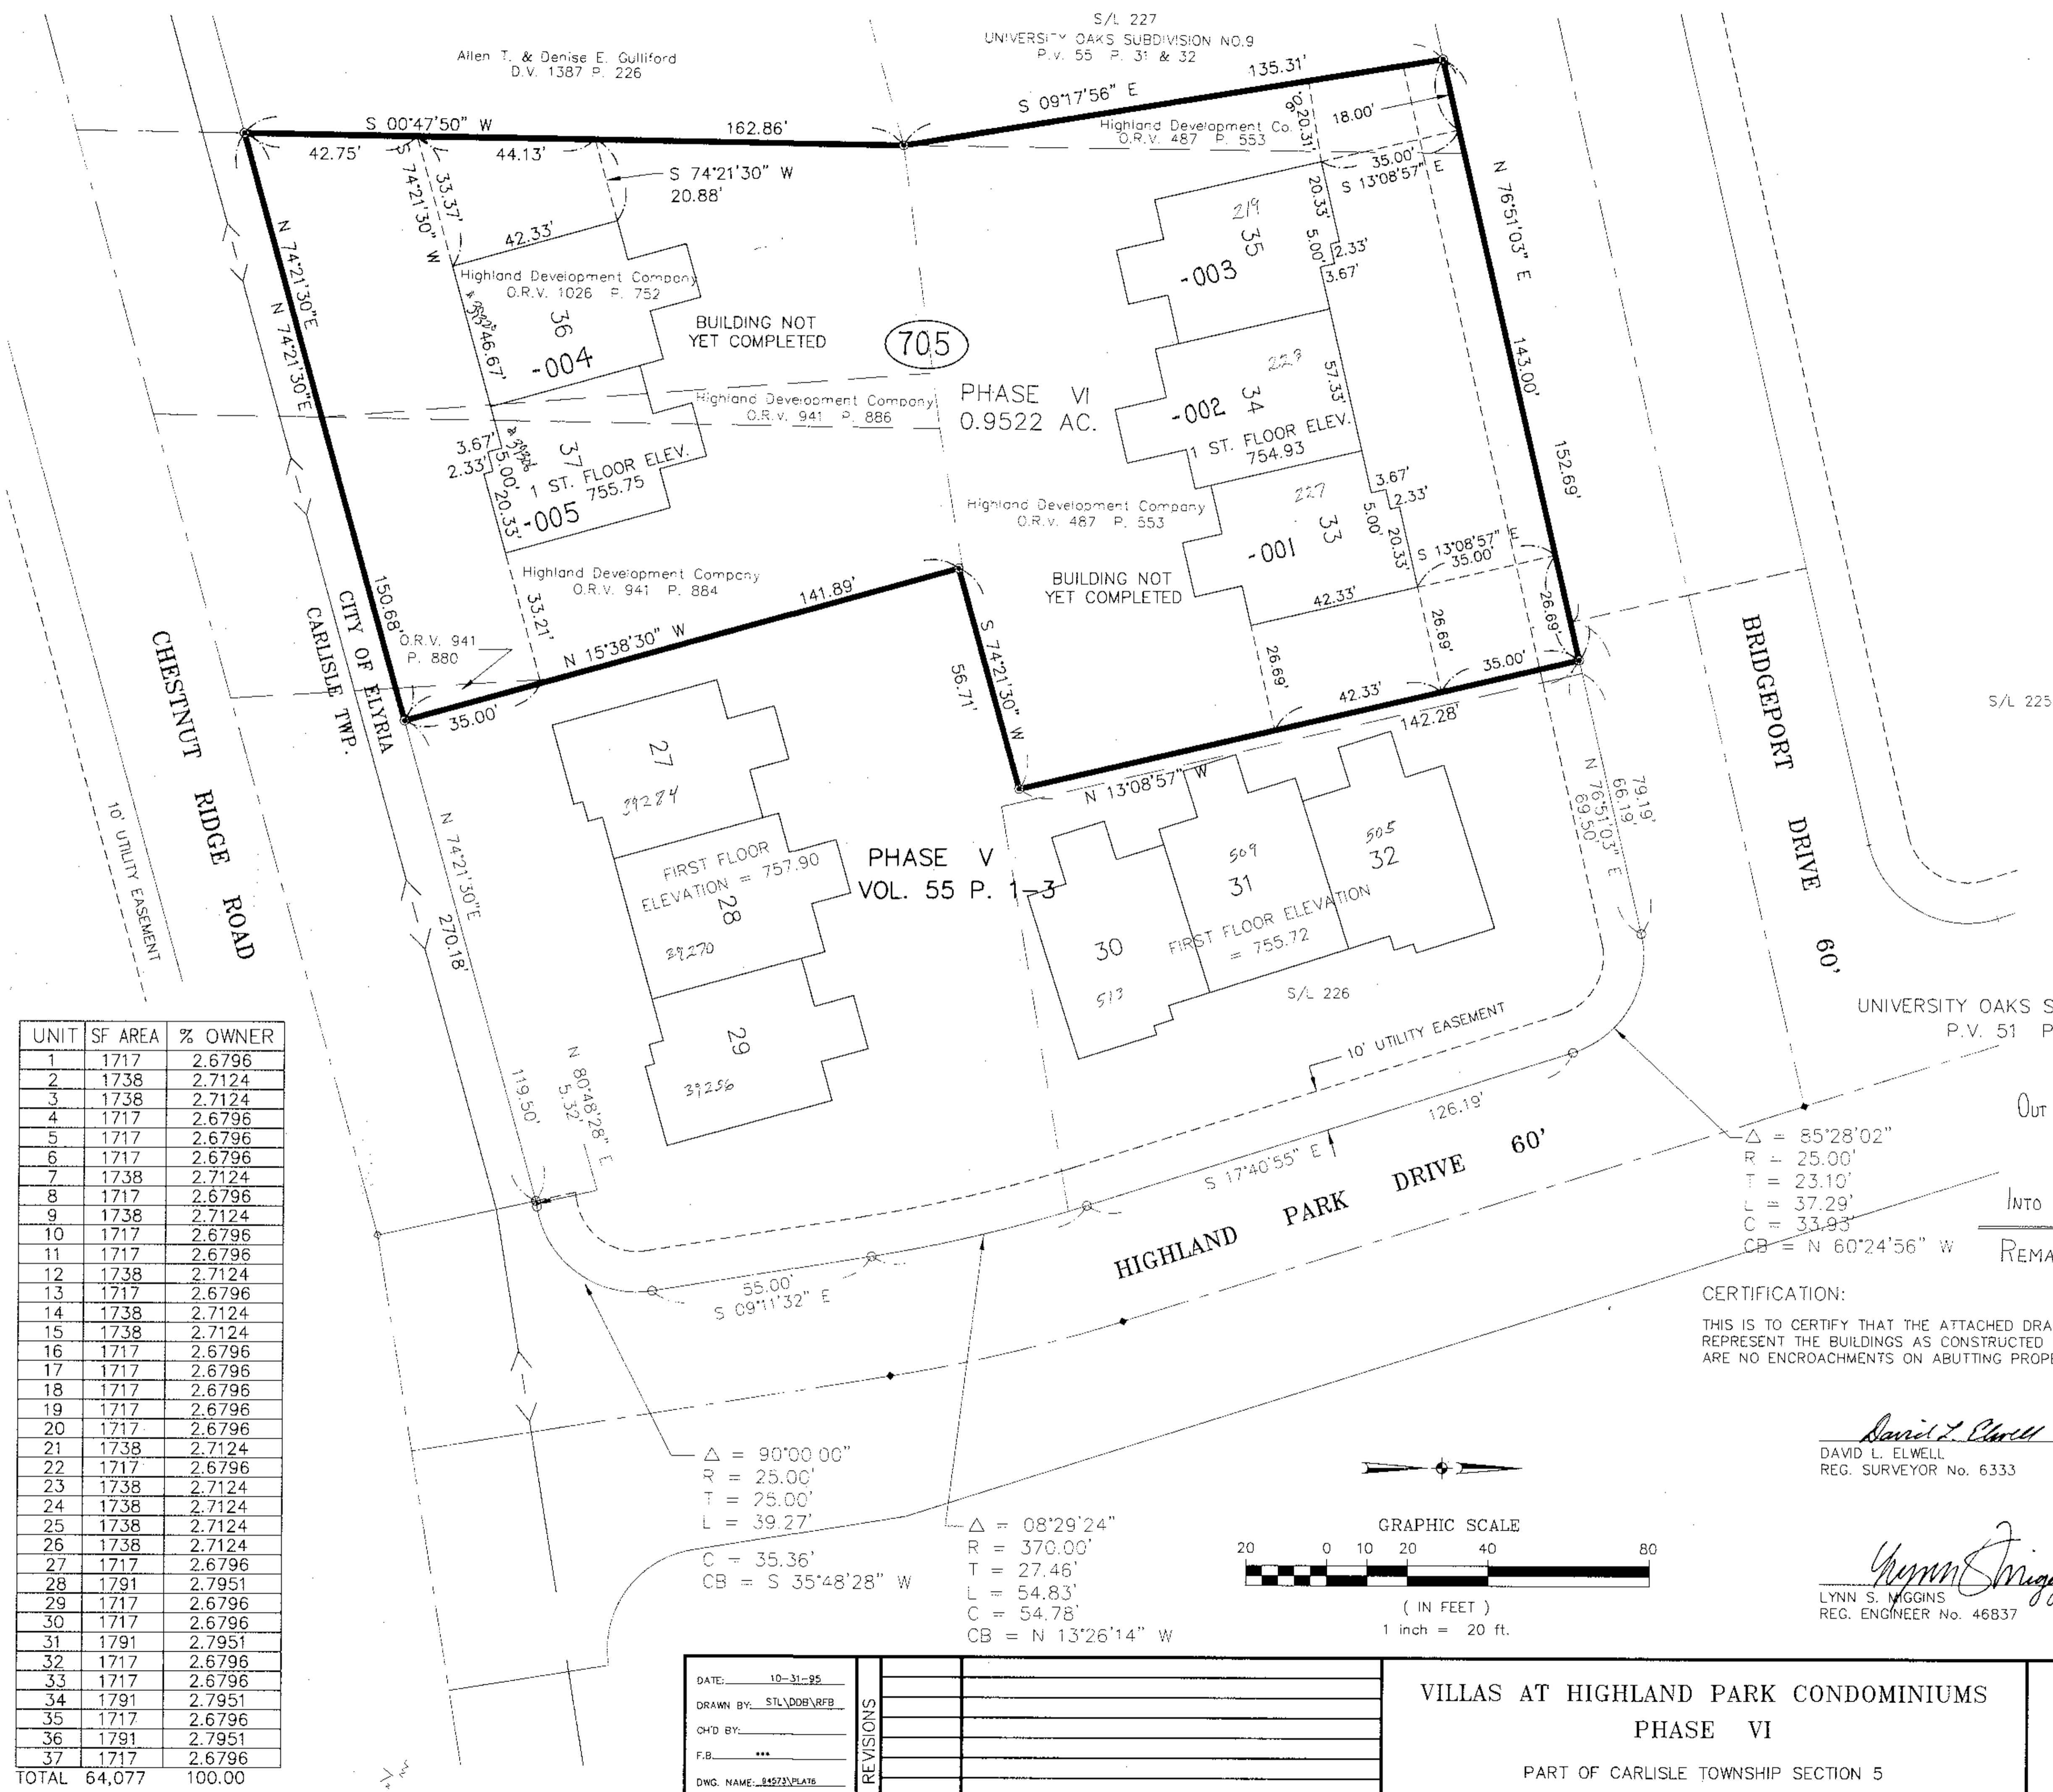 S/L 227
UNIVERSITY OAKS SUBDIVISION NO.9
P.V. 55 P. 31 & 32
Allen T. & Denise E. Gulliford
D.V. 1387 P. 226
S 00°47'50" W
162.86'
S 09°17'56" E
135.31'
42.75'
44.13'
S 74°21'30" W
20.88'
S 74°21'30" W
33.37'
42.33'
Highland Development Co.
O.R.V. 487 P. 553
20.31'
18.00'
35.00'
S 13°08'57" E
N 76°51'03" E
143.00'
152.69'
N 74°21'30"E
N 74°21'30"E
150.68'
Highland Development Company
O.R.V. 1026 P. 752
36
-004
46.67'
BUILDING NOT
YET COMPLETED
705
PHASE VI
0.9522 AC.
Highland Development Company
O.R.V. 941 P. 886
219
35
-003
20.33'
5.00'
2.33'
3.67'
223
34
-002
57.33'
1 ST. FLOOR ELEV.
754.93
3.67'
2.33'
5.00'
20.33'
37
1 ST. FLOOR ELEV.
755.75
-005
Highland Development Company
O.R.V. 487 P. 553
227
33
-001
3.67'
2.33'
5.00'
20.33'
S 13°08'57" E
35.00'
BUILDING NOT
YET COMPLETED
42.33'
26.69'
26.69'
26.69'
42.33'
35.00'
142.28'
N 13°08'57" W
Highland Development Company
O.R.V. 941 P. 884
33.21'
141.89'
N 15°38'30" W
S 74°21'30" W
56.71'
O.R.V. 941
P. 880
35.00'
CITY OF ELYRIA
CARLISLE TWP.
CHESTNUT RIDGE ROAD
10' UTILITY EASEMENT
BRIDGEPORT DRIVE 60'
S/L 225
N 74°21'30"E
270.18'
119.50'
N 80°48'28" E
5.32'
27
39284
FIRST FLOOR
ELEVATION = 757.90
28
39270
29
39256
PHASE V
VOL. 55 P. 1-3
30
513
509
31
505
32
FIRST FLOOR ELEVATION
= 755.72
S/L 226
79.19'
66.19'
N 76°51'03" E
69.50'
10' UTILITY EASEMENT
126.19'
S 17°40'55" E
HIGHLAND PARK DRIVE 60'
55.00'
S 09°11'32" E
UNIVERSITY OAKS S
P.V. 51 P
OUT
Δ = 85°28'02"
R = 25.00'
T = 23.10'
L = 37.29'
C = 33.93'
CB = N 60°24'56" W
INTO
REMA
CERTIFICATION:
THIS IS TO CERTIFY THAT THE ATTACHED DRA
REPRESENT THE BUILDINGS AS CONSTRUCTED
ARE NO ENCROACHMENTS ON ABUTTING PROPE
David L. Elwell
DAVID L. ELWELL
REG. SURVEYOR No. 6333
LYNN S. MIGGINS
REG. ENGINEER No. 46837
Δ = 90°00'00"
R = 25.00'
T = 25.00'
L = 39.27'
C = 35.36'
CB = S 35°48'28" W
Δ = 08°29'24"
R = 370.00'
T = 27.46'
L = 54.83'
C = 54.78'
CB = N 13°26'14" W
GRAPHIC SCALE
20 0 10 20 40 80
( IN FEET )
1 inch = 20 ft.
UNIT SF AREA % OWNER
1 1717 2.6796
2 1738 2.7124
3 1738 2.7124
4 1717 2.6796
5 1717 2.6796
6 1717 2.6796
7 1738 2.7124
8 1717 2.6796
9 1738 2.7124
10 1717 2.6796
11 1717 2.6796
12 1738 2.7124
13 1717 2.6796
14 1738 2.7124
15 1738 2.7124
16 1717 2.6796
17 1717 2.6796
18 1717 2.6796
19 1717 2.6796
20 1717 2.6796
21 1738 2.7124
22 1717 2.6796
23 1738 2.7124
24 1738 2.7124
25 1738 2.7124
26 1738 2.7124
27 1717 2.6796
28 1791 2.7951
29 1717 2.6796
30 1717 2.6796
31 1791 2.7951
32 1717 2.6796
33 1717 2.6796
34 1791 2.7951
35 1717 2.6796
36 1791 2.7951
37 1717 2.6796
TOTAL 64,077 100.00
DATE: 10-31-95
DRAWN BY: STL\DDB\RFB
CH'D BY:
F.B. ***
DWG. NAME: 94573\PLAT6
REVISIONS
VILLAS AT HIGHLAND PARK CONDOMINIUMS
PHASE VI
PART OF CARLISLE TOWNSHIP SECTION 5